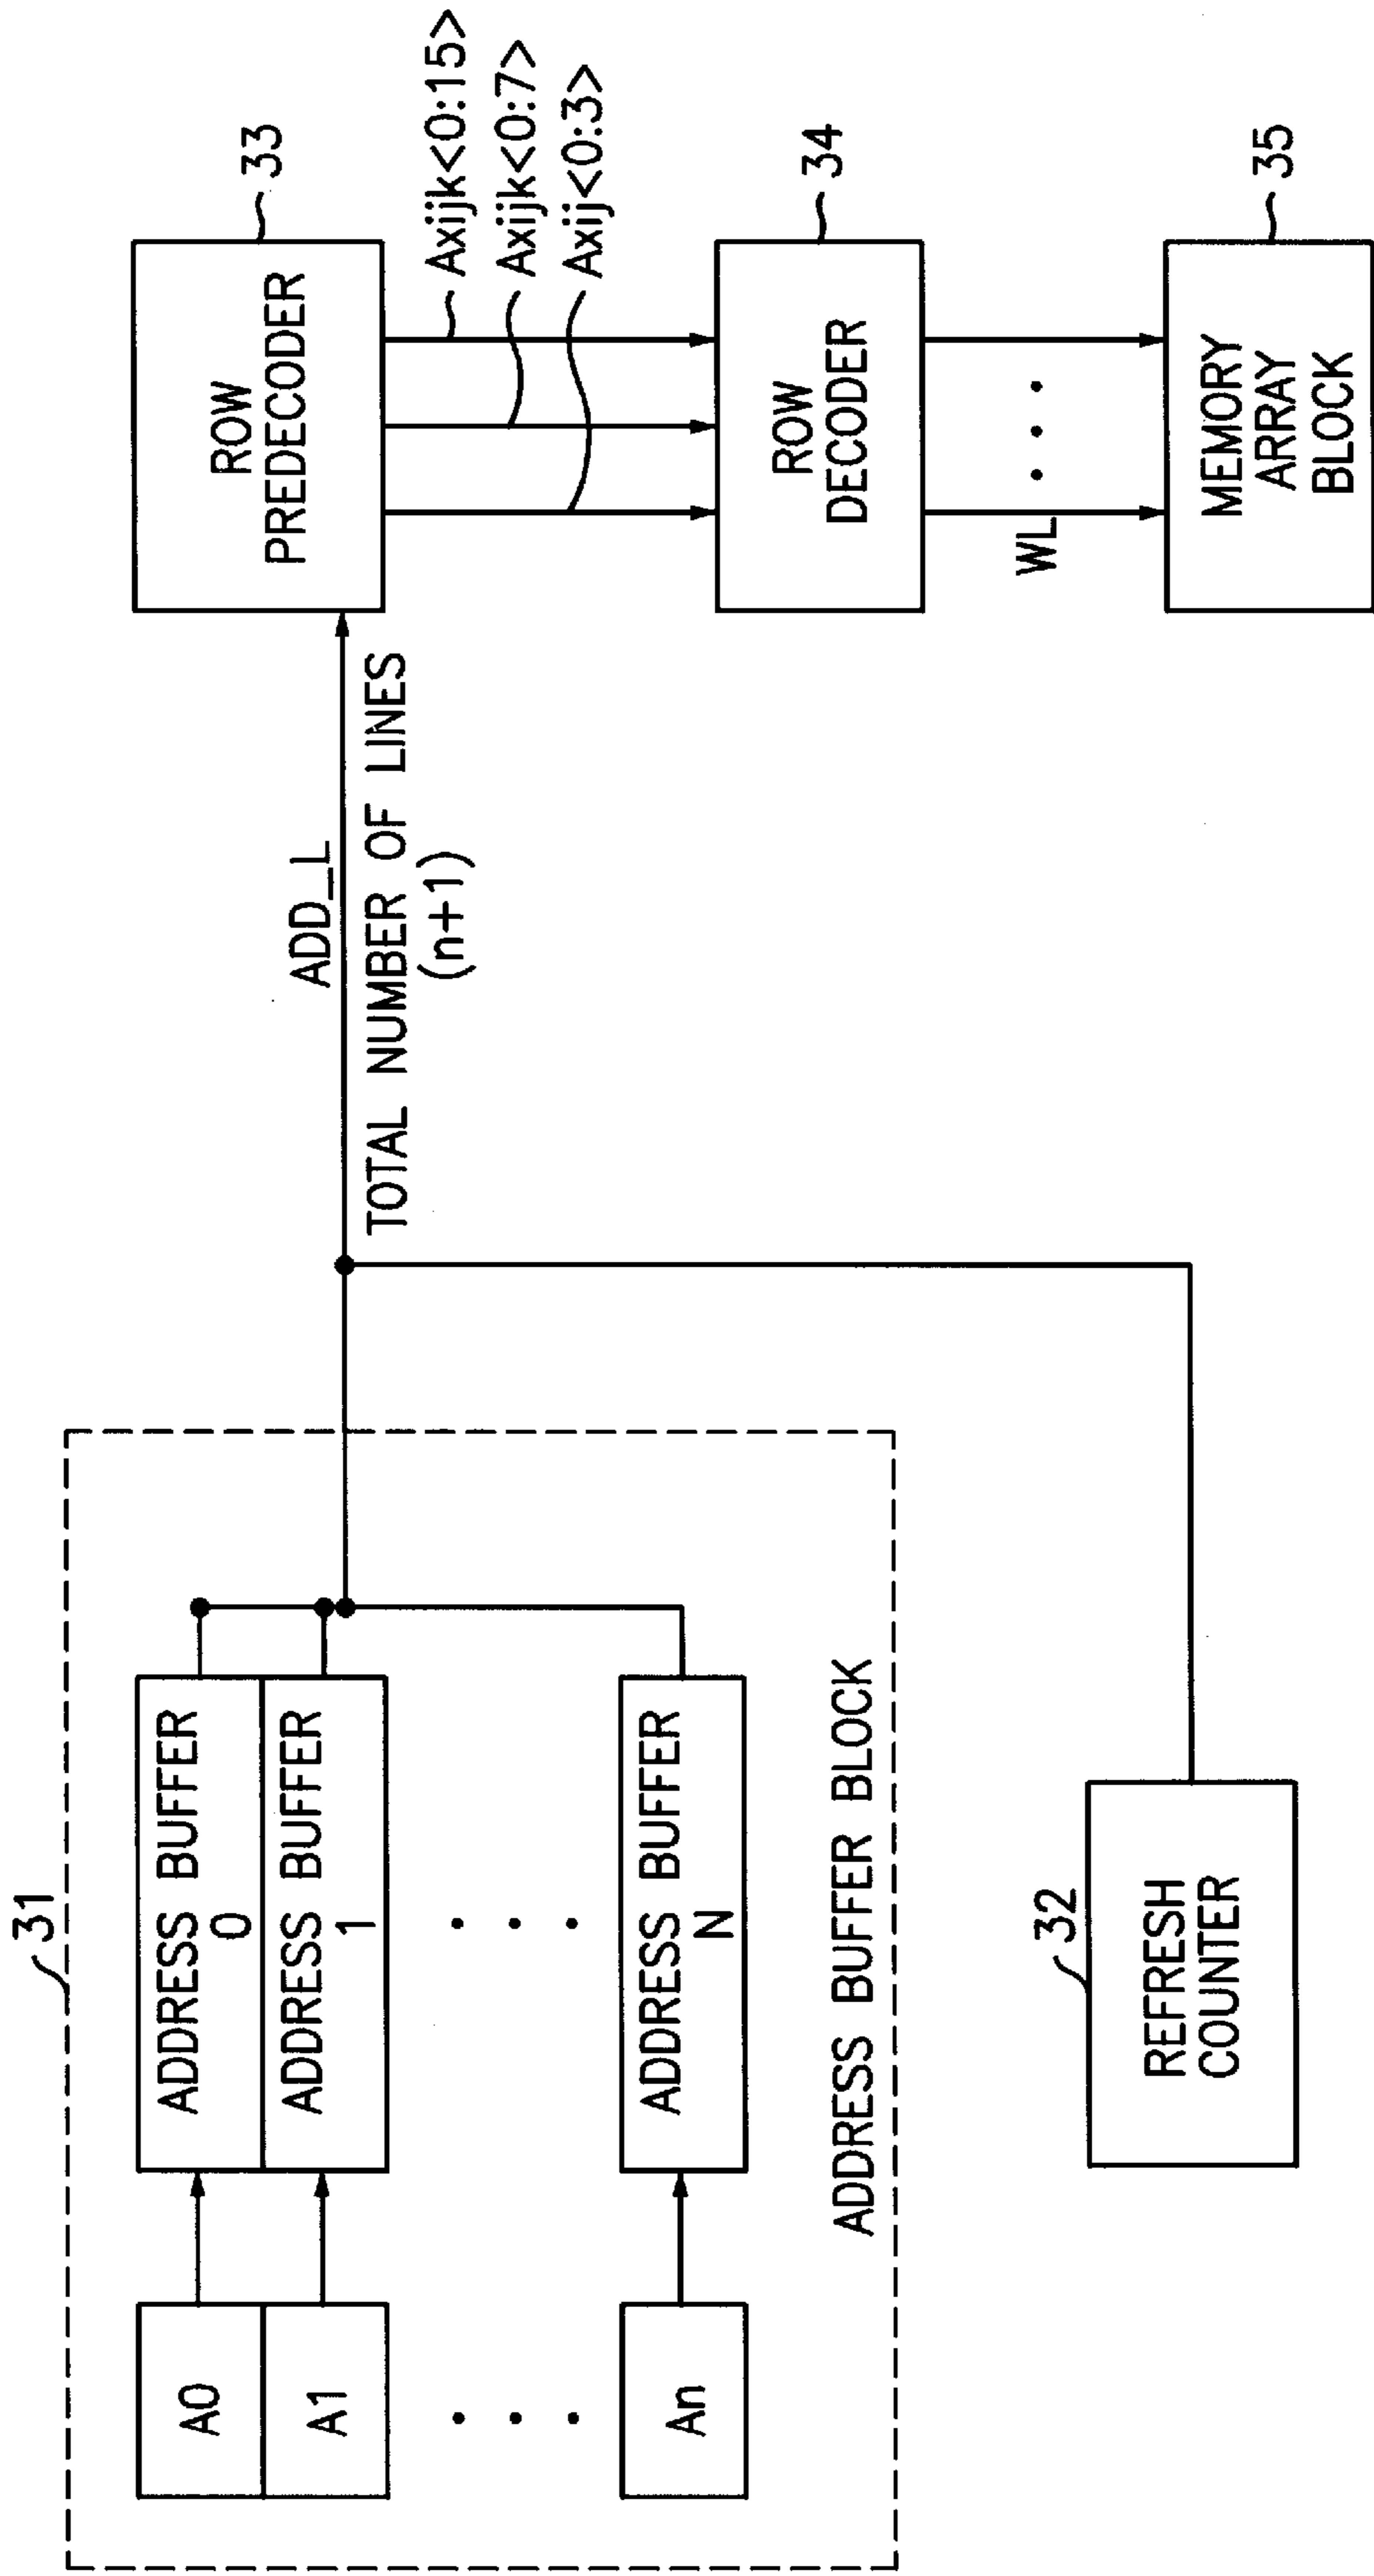 31
A0
ADDRESS BUFFER
0
A1
ADDRESS BUFFER
1
An
ADDRESS BUFFER
N
ADDRESS BUFFER BLOCK
32
REFRESH
COUNTER
ADD_L
TOTAL NUMBER OF LINES
(n+1)
33
ROW
PREDECODER
Axijk<0:15>
Axijk<0:7>
Axij<0:3>
34
ROW
DECODER
WL
35
MEMORY
ARRAY
BLOCK